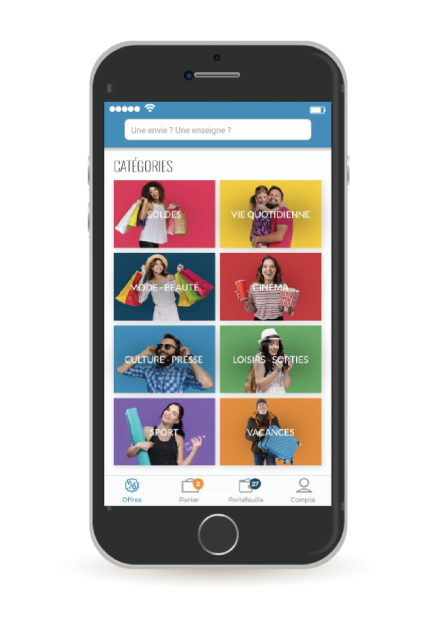 Une envie ? Une enseigne ?
CATÉGORIES
SOLDES
VIE QUOTIDIENNE
MODE - BEAUTÉ
CINEMA
CULTURE - PRESSE
LOISIRS - SORTIES
SPORT
VACANCES
2
27
Offres
Panier
Portefeuille
Compte